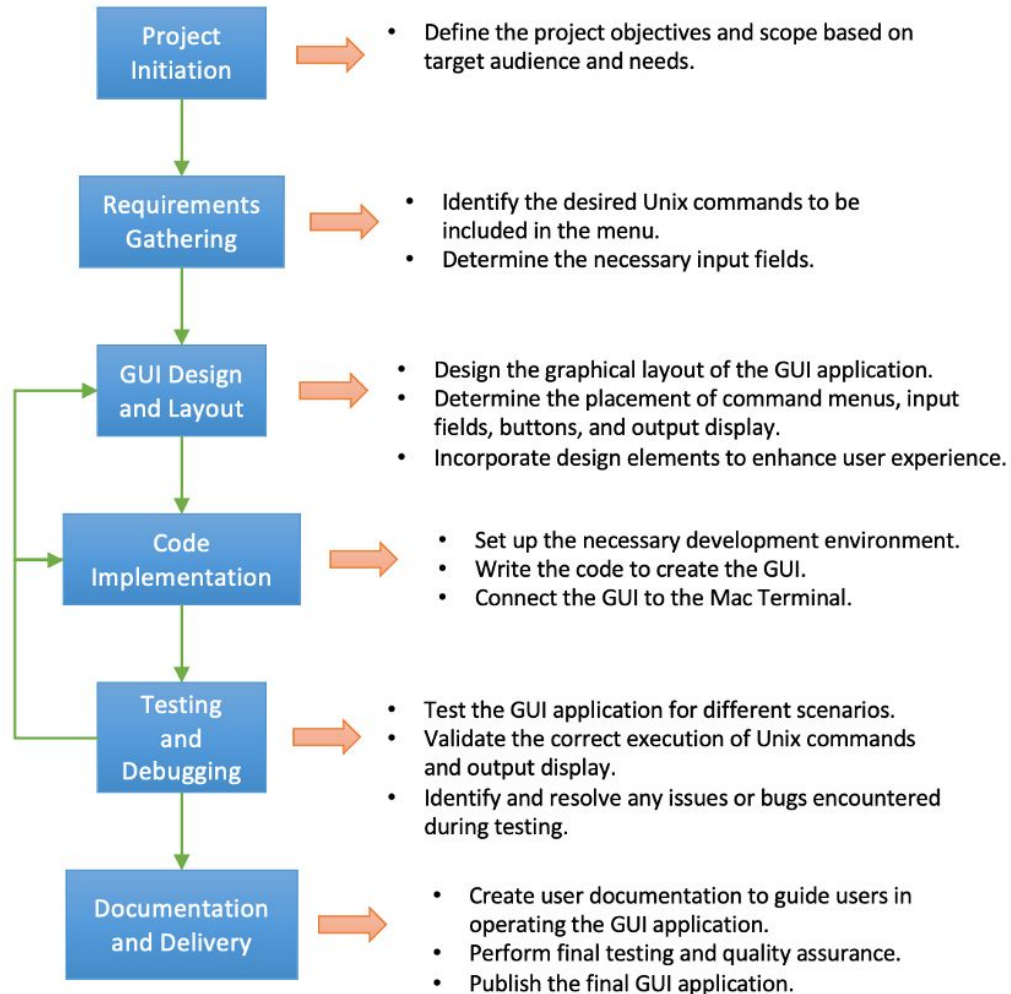 Project
Initiation
• Define the project objectives and scope based on
target audience and needs.
Requirements
Gathering
• Identify the desired Unix commands to be
included in the menu.
• Determine the necessary input fields.
GUI Design
and Layout
• Design the graphical layout of the GUI application.
• Determine the placement of command menus, input
fields, buttons, and output display.
• Incorporate design elements to enhance user experience.
Code
Implementation
• Set up the necessary development environment.
• Write the code to create the GUI.
• Connect the GUI to the Mac Terminal.
Testing
and
Debugging
• Test the GUI application for different scenarios.
• Validate the correct execution of Unix commands
and output display.
• Identify and resolve any issues or bugs encountered
during testing.
Documentation
and Delivery
• Create user documentation to guide users in
operating the GUI application.
• Perform final testing and quality assurance.
• Publish the final GUI application.